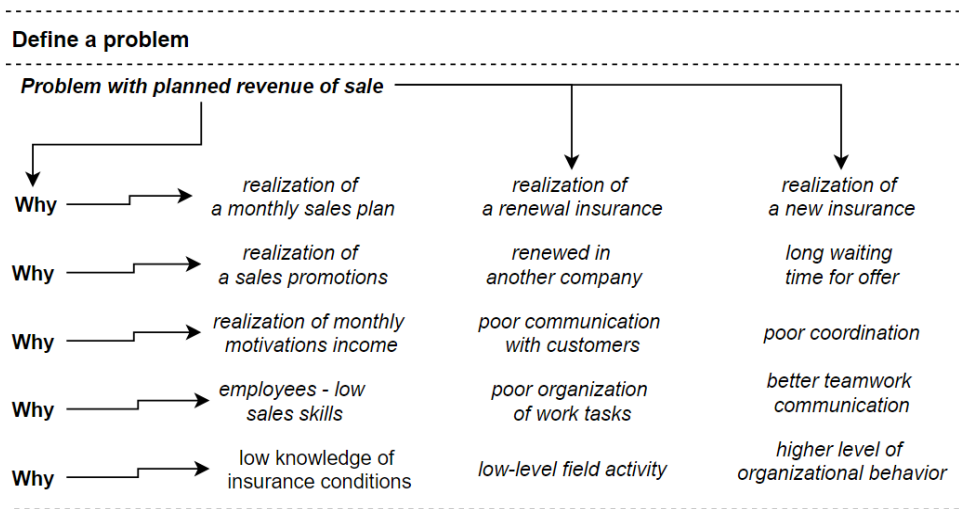 Define a problem
Problem with planned revenue of sale
Why
realization of
a monthly sales plan
realization of
a renewal insurance
realization of
a new insurance
Why
realization of
a sales promotions
renewed in
another company
long waiting
time for offer
Why
realization of monthly
motivations income
poor communication
with customers
poor coordination
Why
employees - low
sales skills
poor organization
of work tasks
better teamwork
communication
Why
low knowledge of
insurance conditions
low-level field activity
higher level of
organizational behavior